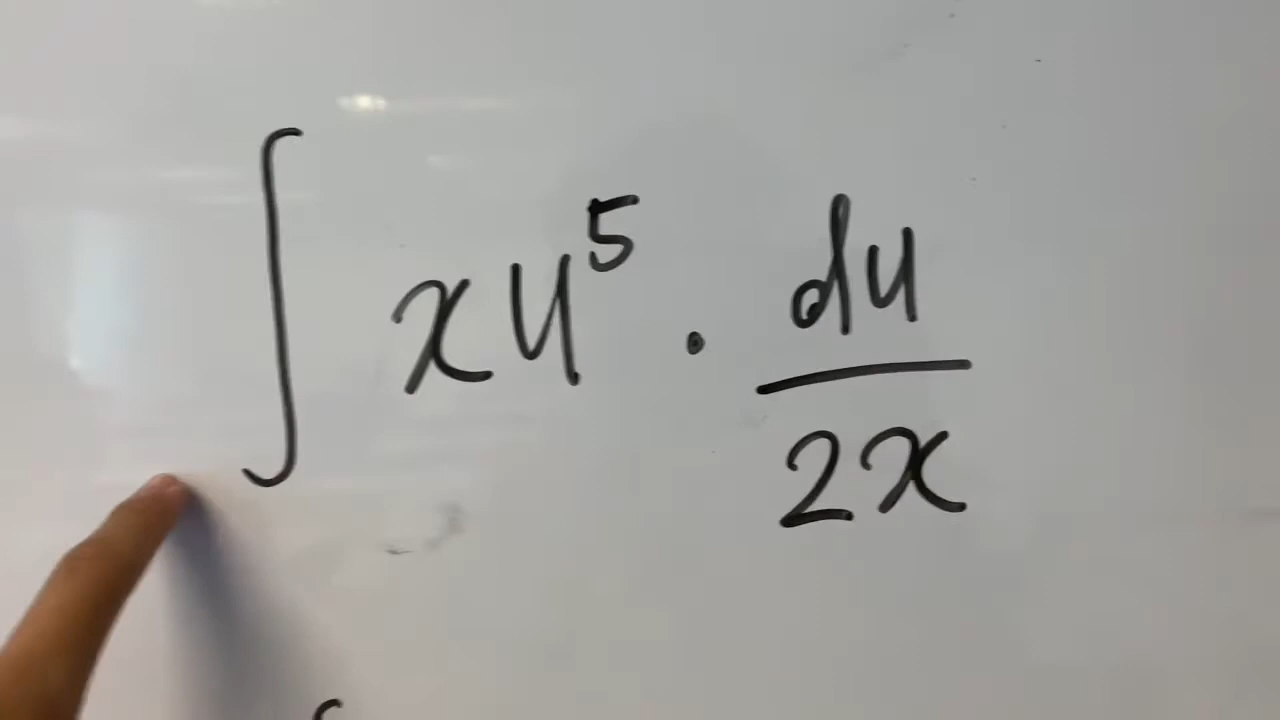 ∫ xu⁵ · du/2x